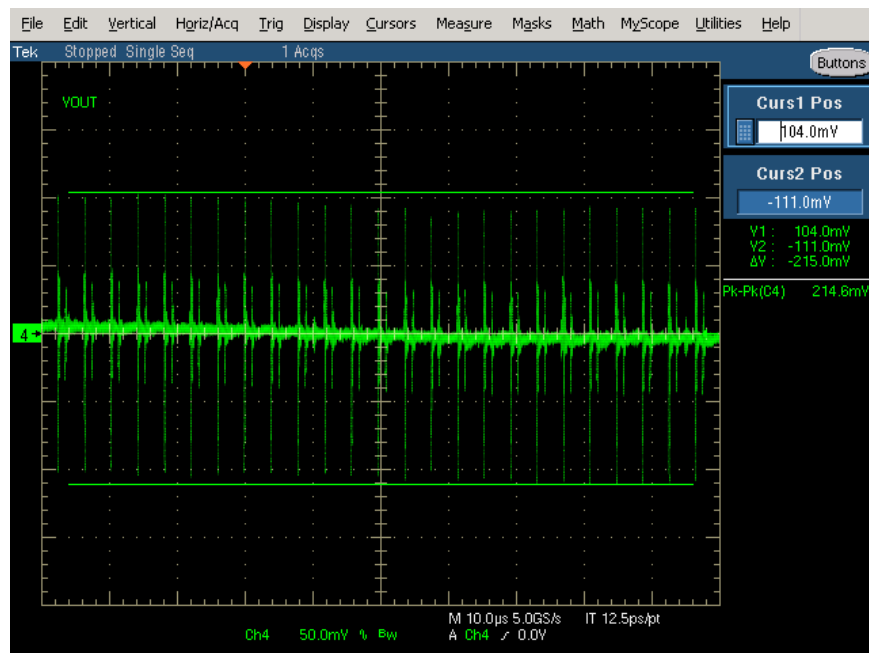 File Edit Vertical Horiz/Acq Trig Display Cursors Measure Masks Math MyScope Utilities Help
Tek Stopped Single Seq 1 Acqs
Buttons
VOUT
Curs1 Pos
104.0mV
Curs2 Pos
-111.0mV
V1 : 104.0mV
V2 : -111.0mV
ΔV : -215.0mV
Pk-Pk(C4) 214.6mV
4
M 10.0µs 5.0GS/s IT 12.5ps/pt
Ch4 50.0mV ∿ Bw A Ch4 ∕ 0.0V